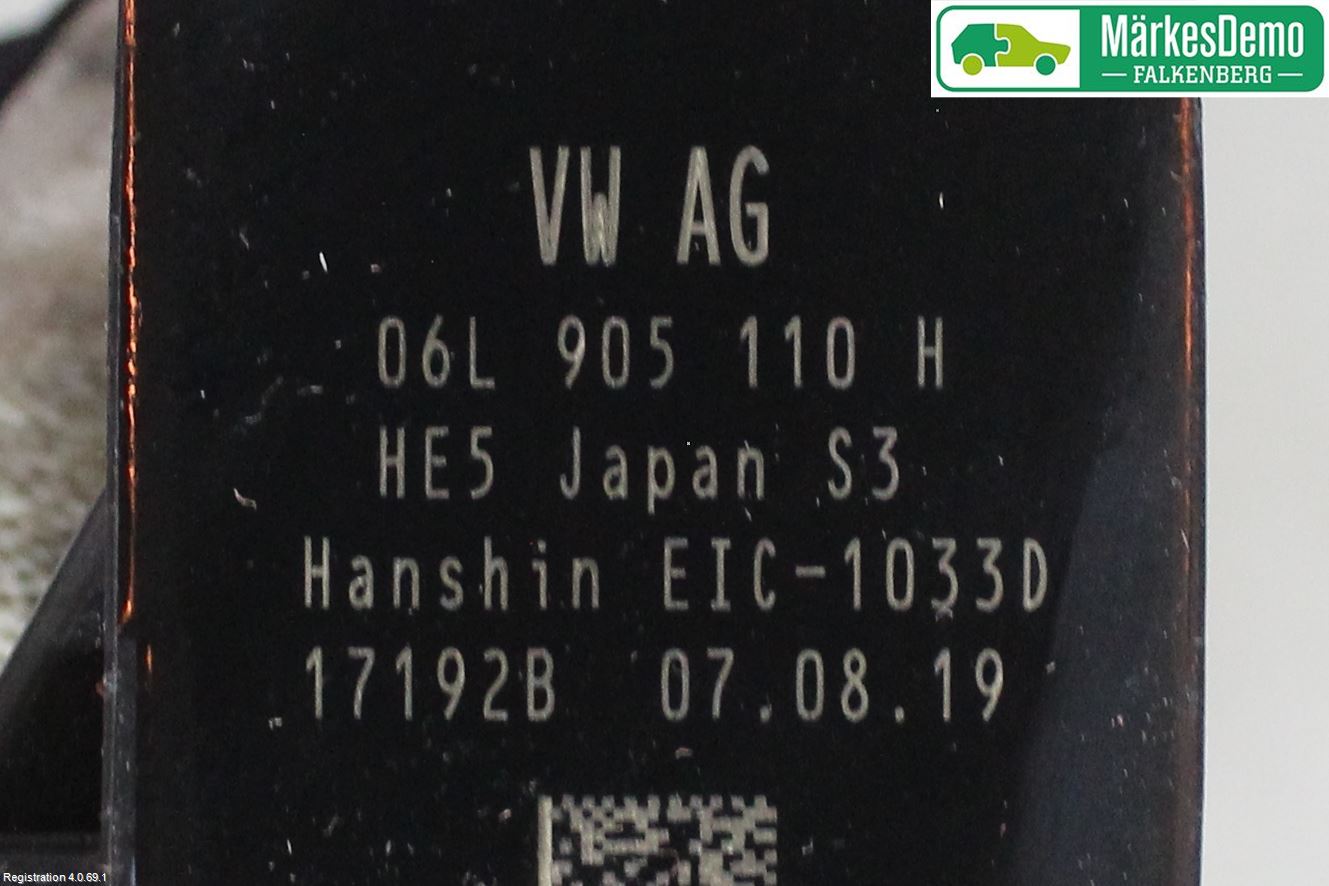 MärkesDemo
FALKENBERG
VW AG
06L 905 110 H
HE5 Japan S3
Hanshin EIC-1033D
17192B 07.08.19
Registration 4.0.69.1